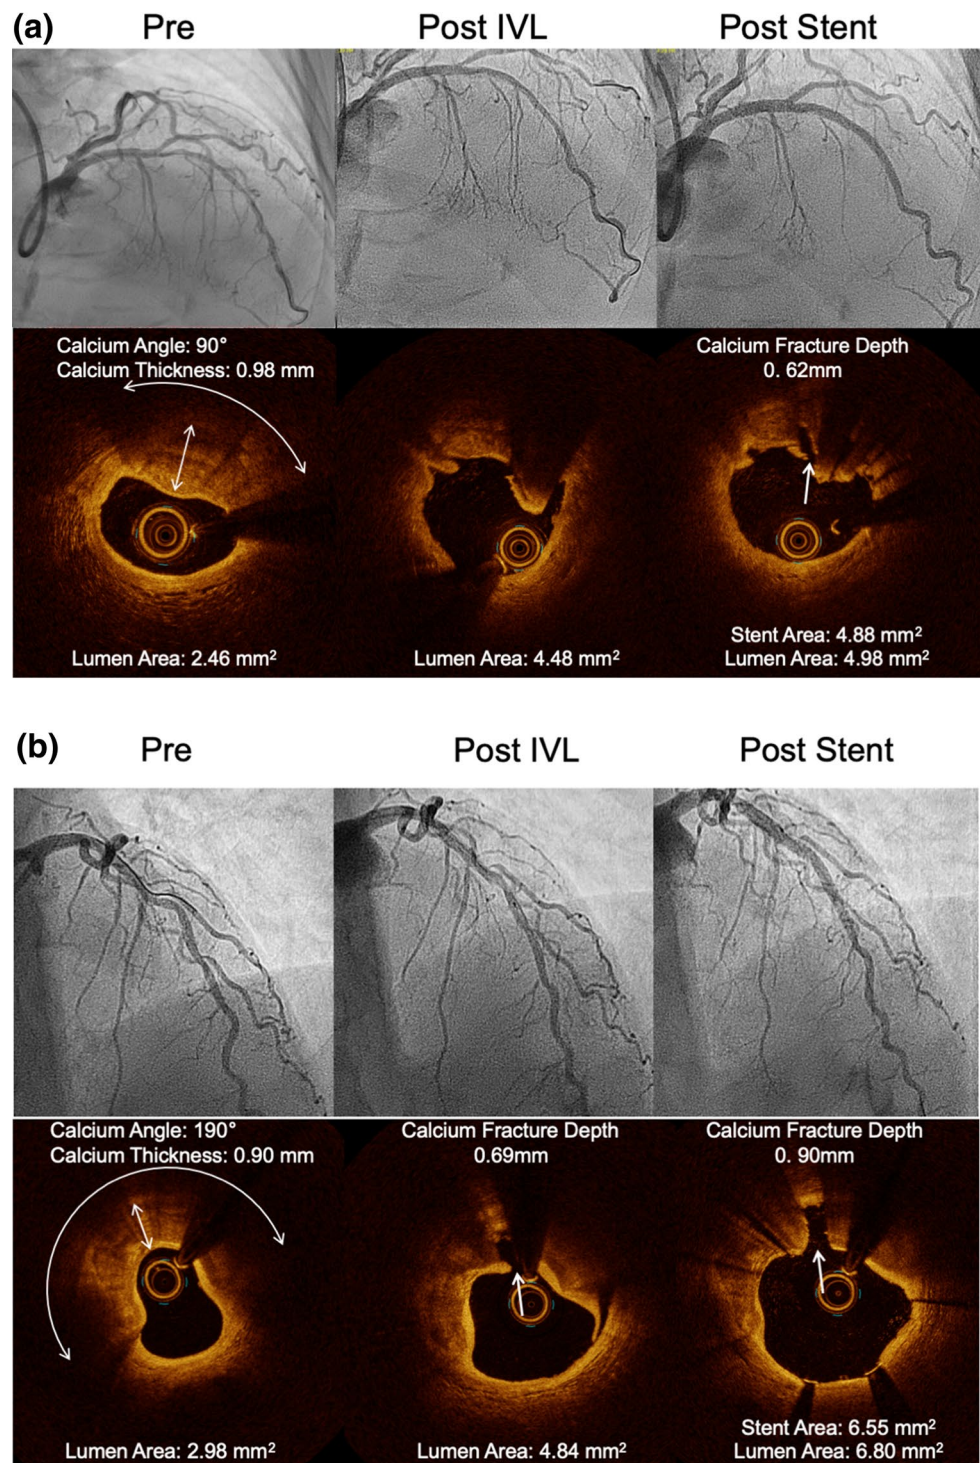 (a) Pre Post IVL Post Stent
Calcium Angle: 90°
Calcium Thickness: 0.98 mm
Calcium Fracture Depth
0. 62mm
Lumen Area: 2.46 mm²
Lumen Area: 4.48 mm²
Stent Area: 4.88 mm²
Lumen Area: 4.98 mm²
(b) Pre Post IVL Post Stent
Calcium Angle: 190°
Calcium Thickness: 0.90 mm
Calcium Fracture Depth
0.69mm
Calcium Fracture Depth
0. 90mm
Lumen Area: 2.98 mm²
Lumen Area: 4.84 mm²
Stent Area: 6.55 mm²
Lumen Area: 6.80 mm²